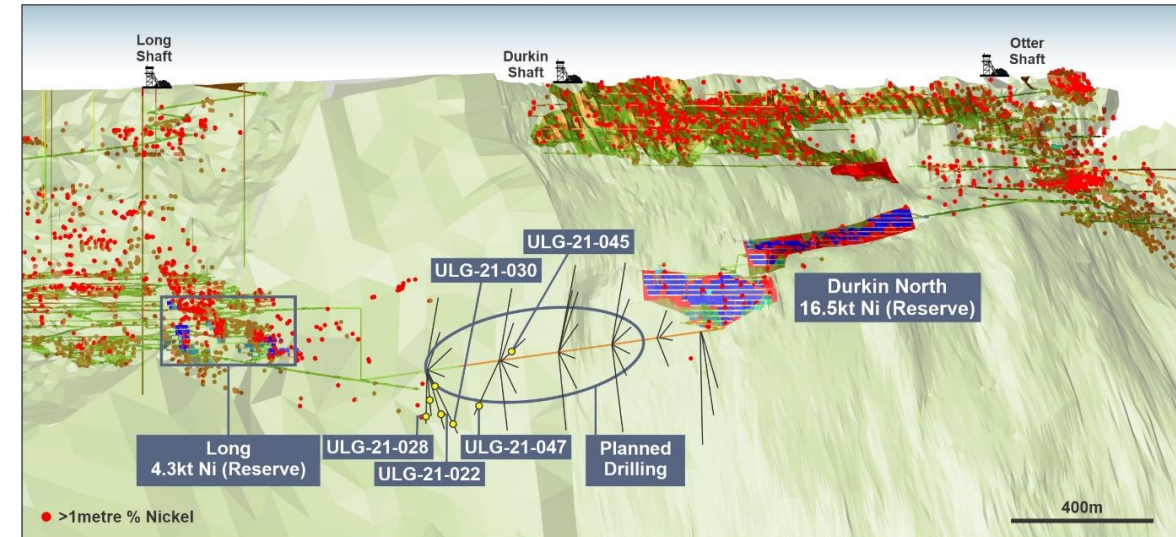 Long
Shaft
Durkin
Shaft
Otter
Shaft
ULG-21-045
ULG-21-030
Durkin North
16.5kt Ni (Reserve)
Long
4.3kt Ni (Reserve)
ULG-21-028
ULG-21-022
ULG-21-047
Planned
Drilling
>1metre % Nickel
400m